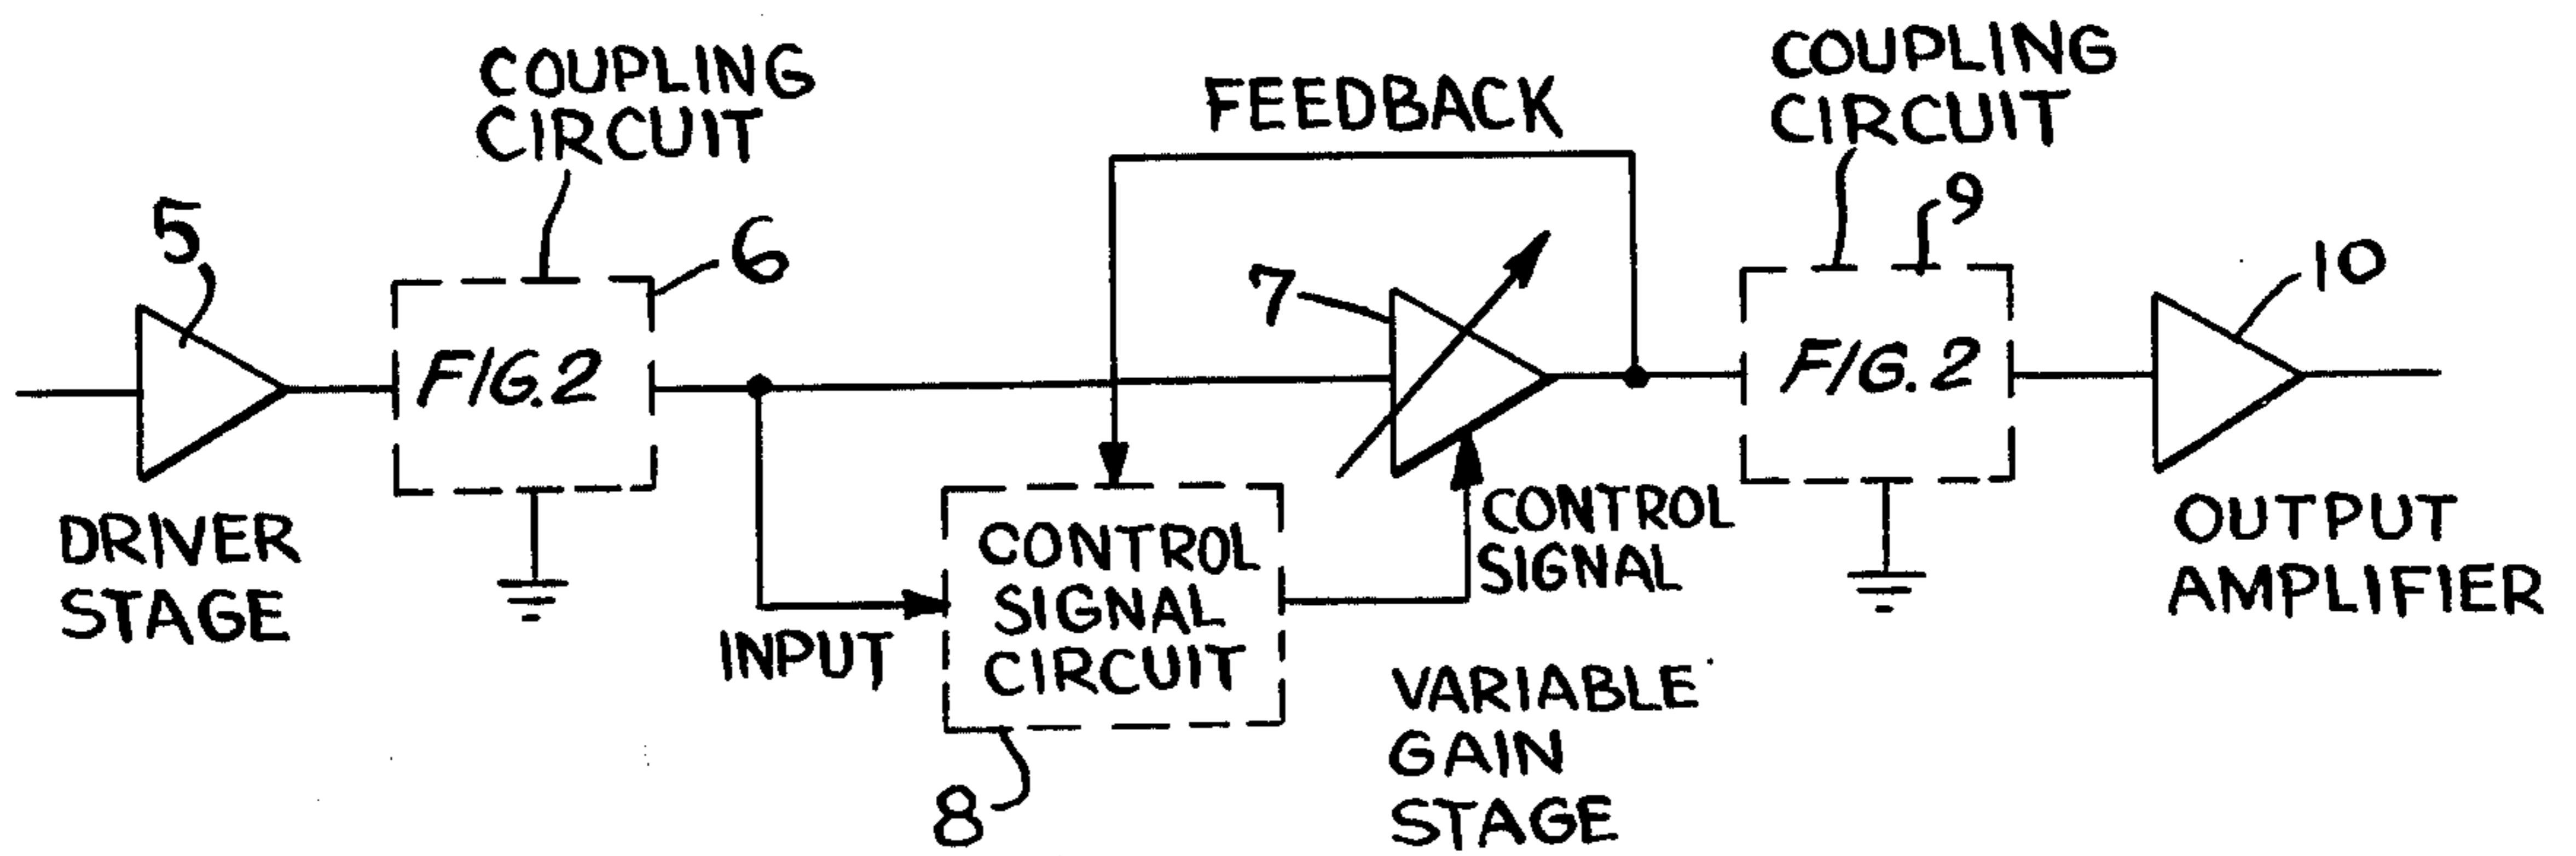 COUPLING
CIRCUIT
FEEDBACK
COUPLING
CIRCUIT
5
6
7
9
10
FIG.2
FIG.2
DRIVER
STAGE
INPUT
CONTROL
SIGNAL
CIRCUIT
CONTROL
SIGNAL
OUTPUT
AMPLIFIER
8
VARIABLE
GAIN
STAGE